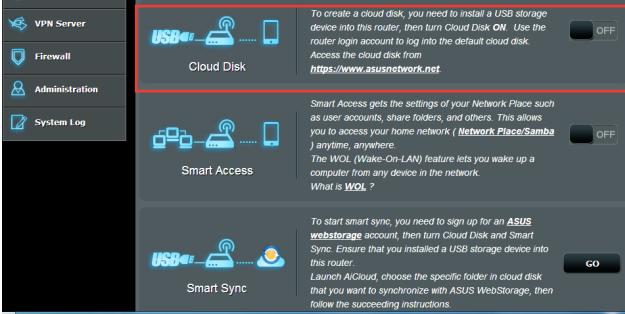 VPN Server
Firewall
Administration
System Log
USB
Cloud Disk
To create a cloud disk, you need to install a USB storage
device into this router, then turn Cloud Disk ON. Use the
router login account to log into the default cloud disk.
Access the cloud disk from
https://www.asusnetwork.net.
OFF
Smart Access
Smart Access gets the settings of your Network Place such
as user accounts, share folders, and others. This allows
you to access your home network ( Network Place/Samba
) anytime, anywhere.
The WOL (Wake-On-LAN) feature lets you wake up a
computer from any device in the network.
What is WOL ?
OFF
USB
Smart Sync
To start smart sync, you need to sign up for an ASUS
webstorage account, then turn Cloud Disk and Smart
Sync. Ensure that you installed a USB storage device into
this router.
Launch AiCloud, choose the specific folder in cloud disk
that you want to synchronize with ASUS WebStorage, then
follow the succeeding instructions.
GO